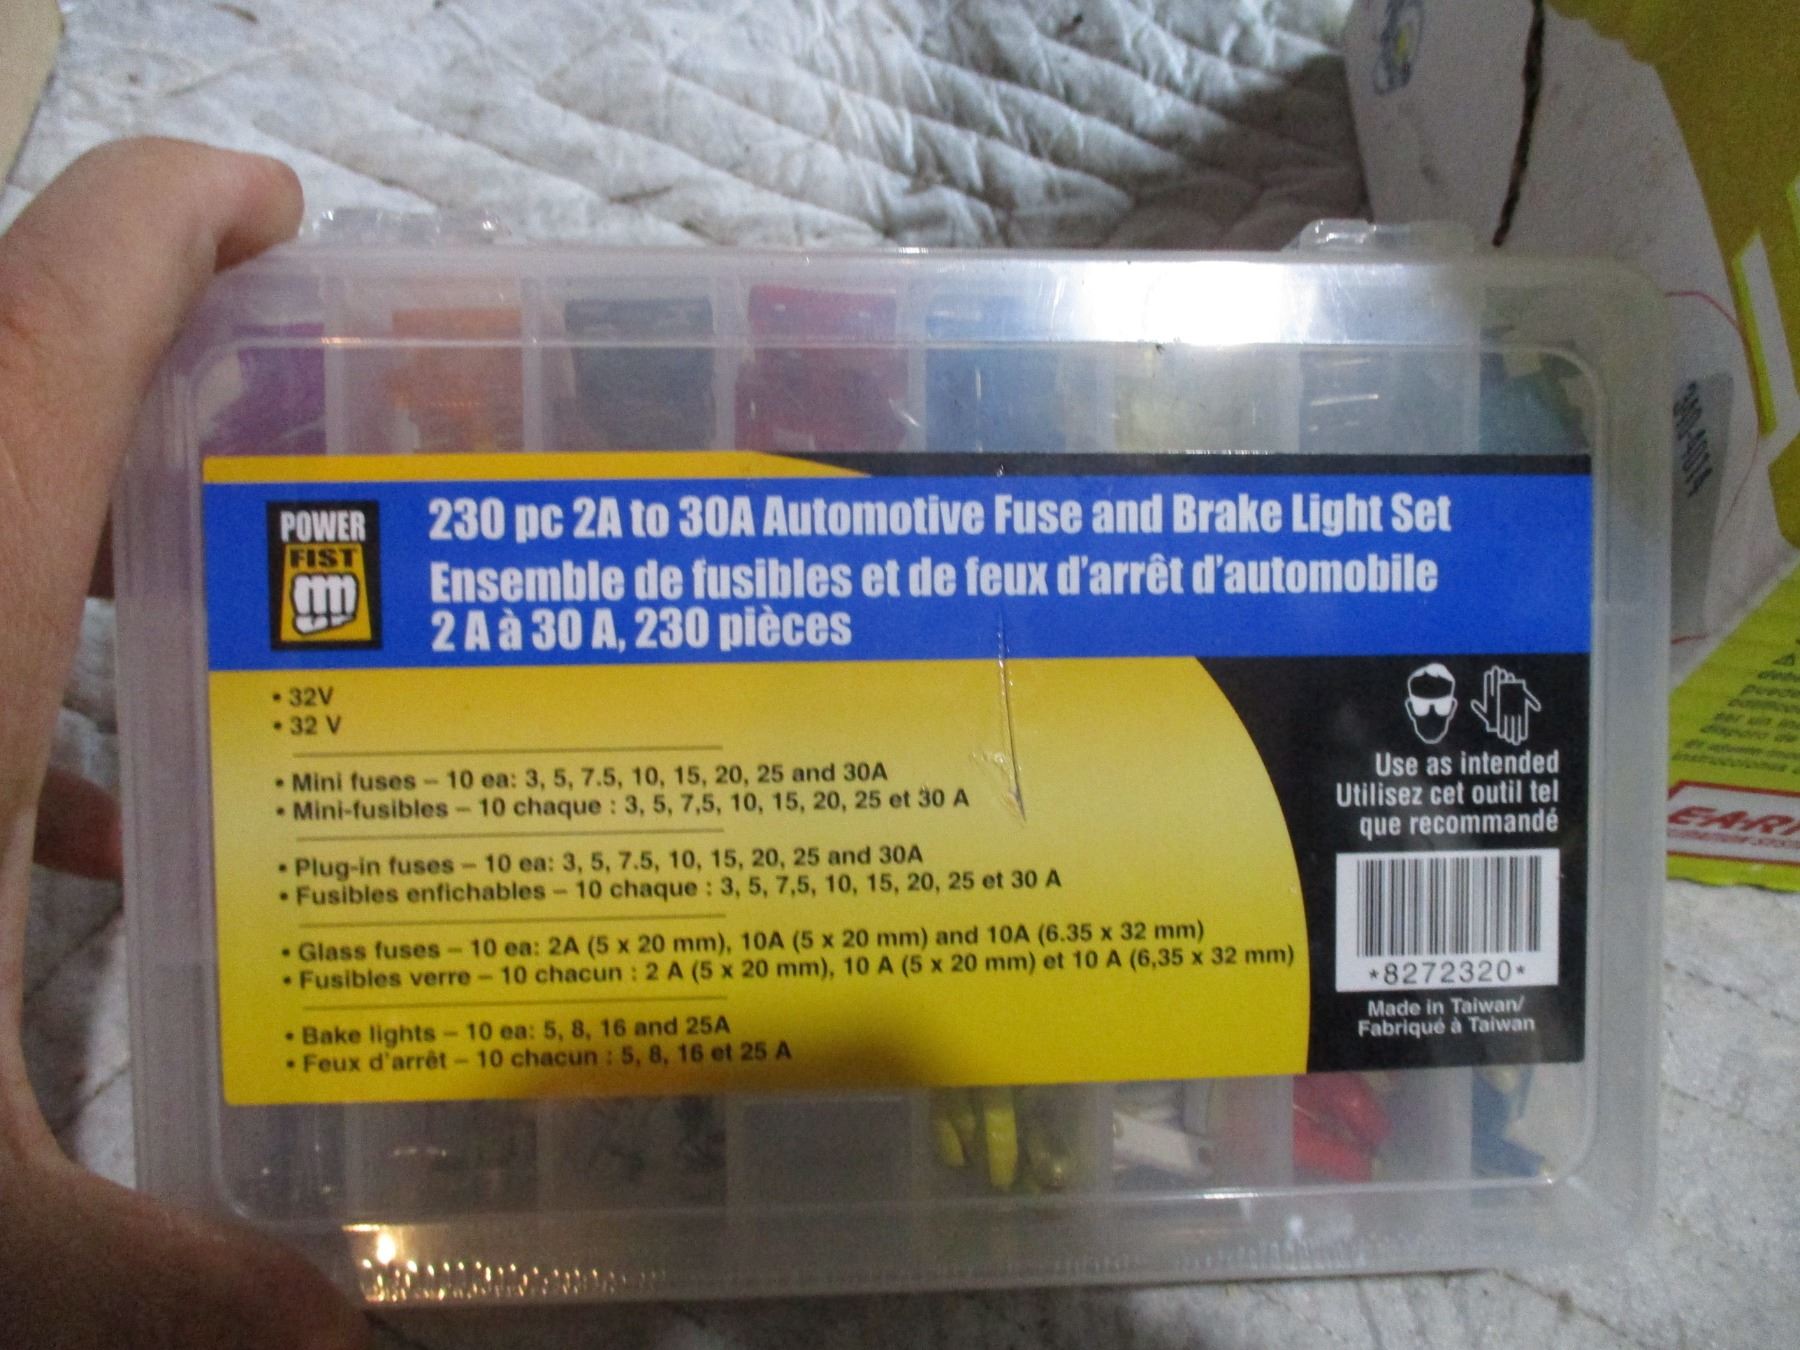 230 pc 2A to 30A Automotive Fuse and Brake Light Set
POWER
FIST
Ensemble de fusibles et de feux d'arrêt d'automobile
2 A à 30 A, 230 pièces
• 32V
• 32 V
• Mini fuses – 10 ea: 3, 5, 7.5, 10, 15, 20, 25 and 30A
• Mini-fusibles – 10 chaque : 3, 5, 7,5, 10, 15, 20, 25 et 30 A
• Plug-in fuses – 10 ea: 3, 5, 7.5, 10, 15, 20, 25 and 30A
• Fusibles enfichables – 10 chaque : 3, 5, 7,5, 10, 15, 20, 25 et 30 A
• Glass fuses – 10 ea: 2A (5 x 20 mm), 10A (5 x 20 mm) and 10A (6.35 x 32 mm)
• Fusibles verre – 10 chacun : 2 A (5 x 20 mm), 10 A (5 x 20 mm) et 10 A (6,35 x 32 mm)
• Bake lights – 10 ea: 5, 8, 16 and 25A
• Feux d'arrêt – 10 chacun : 5, 8, 16 et 25 A
Use as intended
Utilisez cet outil tel
que recommandé
*8272320*
Made in Taiwan/
Fabriqué à Taiwan